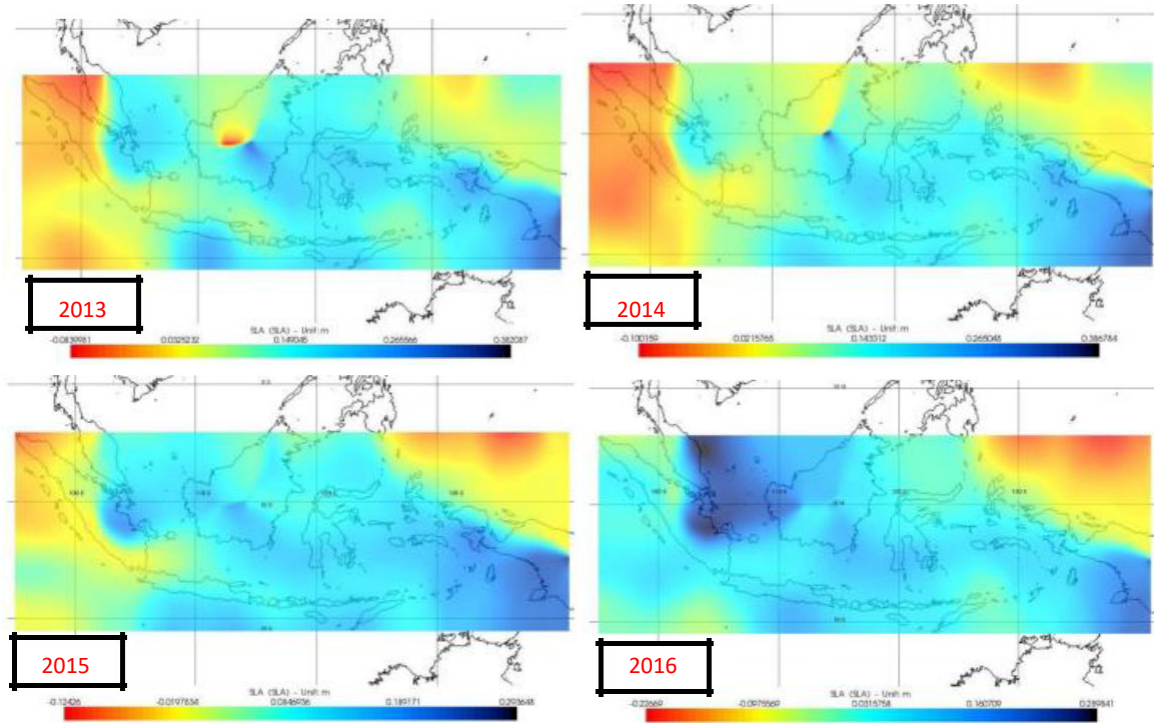 2013
SLA (SLA) - Unit: m
-0.0839981 0.0325232 0.149045 0.265566 0.382087
2014
SLA (SLA) - Unit: m
-0.100159 0.0215765 0.143312 0.265048 0.386784
2015
SLA (SLA) - Unit: m
-0.12426 -0.0197834 0.0846936 0.189171 0.293648
2016
SLA (SLA) - Unit: m
-0.22669 -0.0975569 0.0315758 0.160709 0.289841